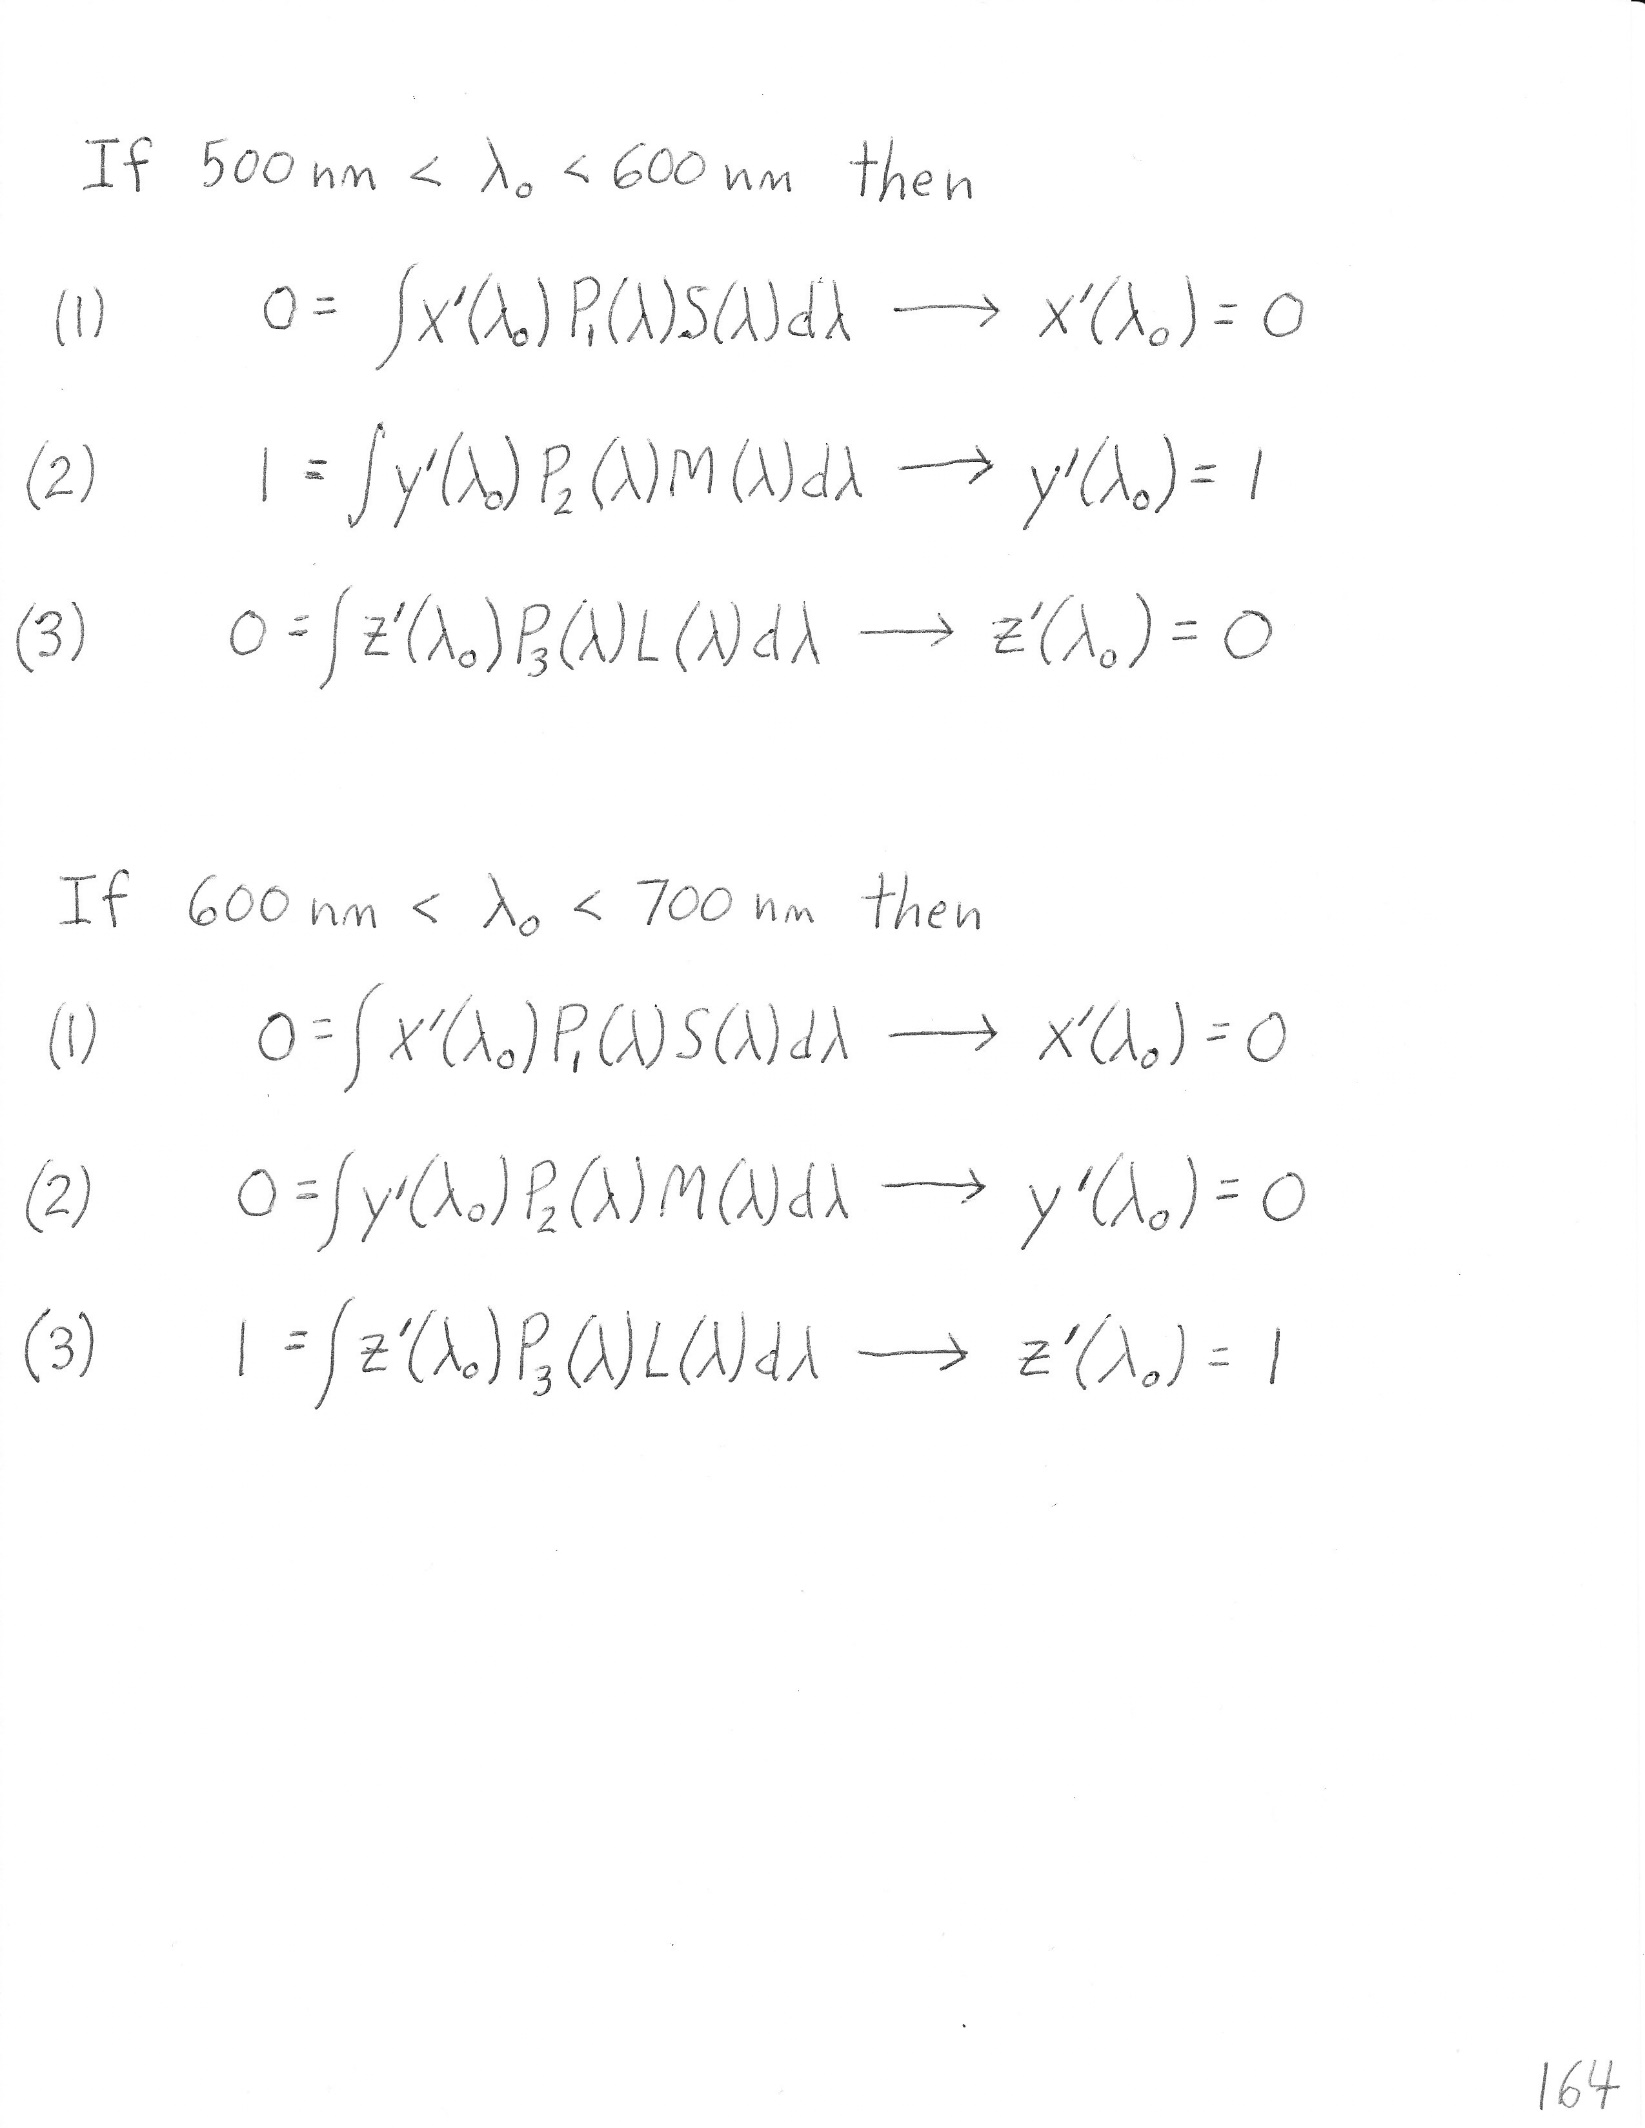 If 500 nm < λ₀ < 600 nm then
(1) 0 = ∫x'(λ₀) P₁(λ)S(λ)dλ → x'(λ₀) = 0
(2) 1 = ∫y'(λ₀) P₂(λ)M(λ)dλ → y'(λ₀) = 1
(3) 0 = ∫z'(λ₀)P₃(λ)L(λ)dλ → z'(λ₀) = 0
If 600 nm < λ₀ < 700 nm then
(1) 0 = ∫x'(λ₀)P₁(λ)S(λ)dλ → x'(λ₀) = 0
(2) 0 = ∫y'(λ₀)P₂(λ)M(λ)dλ → y'(λ₀) = 0
(3) 1 = ∫z'(λ₀)P₃(λ)L(λ)dλ → z'(λ₀) = 1
164